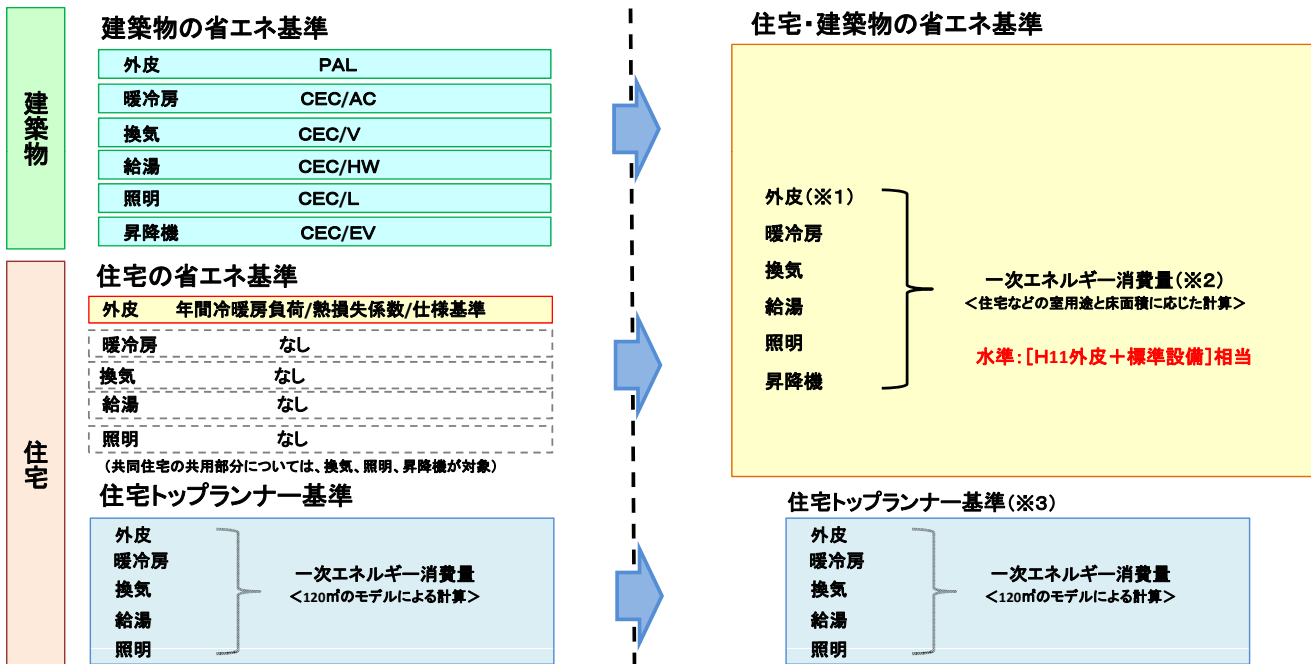 建築物
建築物の省エネ基準
外皮 PAL
暖冷房 CEC/AC
換気 CEC/V
給湯 CEC/HW
照明 CEC/L
昇降機 CEC/EV
住宅
住宅の省エネ基準
外皮 年間冷暖房負荷/熱損失係数/仕様基準
暖冷房 なし
換気 なし
給湯 なし
照明 なし
(共同住宅の共用部分については、換気、照明、昇降機が対象)
住宅トップランナー基準
外皮
暖冷房
換気
給湯
照明
一次エネルギー消費量
<120㎡のモデルによる計算>
住宅・建築物の省エネ基準
外皮(※1)
暖冷房
換気
給湯
照明
昇降機
一次エネルギー消費量(※2)
<住宅などの室用途と床面積に応じた計算>
水準:[H11外皮+標準設備]相当
住宅トップランナー基準(※3)
外皮
暖冷房
換気
給湯
照明
一次エネルギー消費量
<120㎡のモデルによる計算>